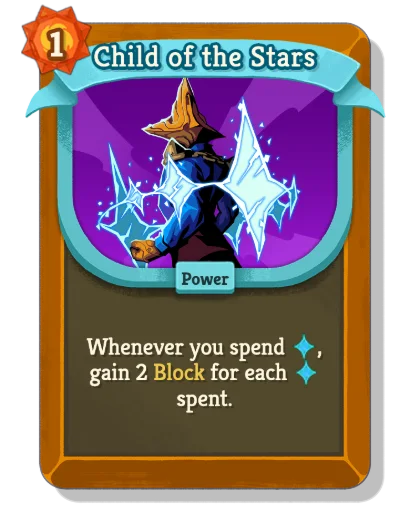 1
Child of the Stars
Power
Whenever you spend ,
gain 2 Block for each
spent.